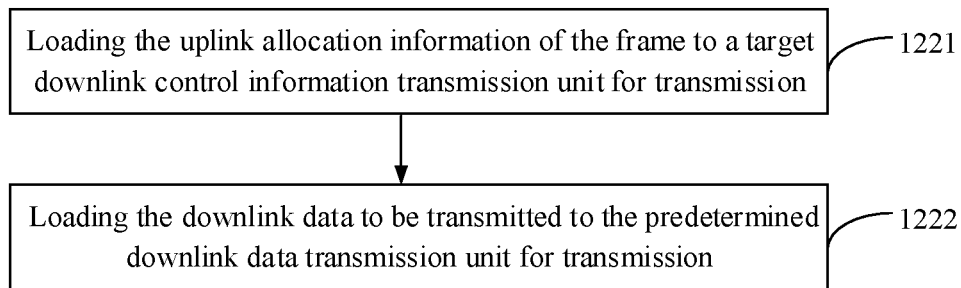 Loading the uplink allocation information of the frame to a target
downlink control information transmission unit for transmission
1221
Loading the downlink data to be transmitted to the predetermined
downlink data transmission unit for transmission
1222